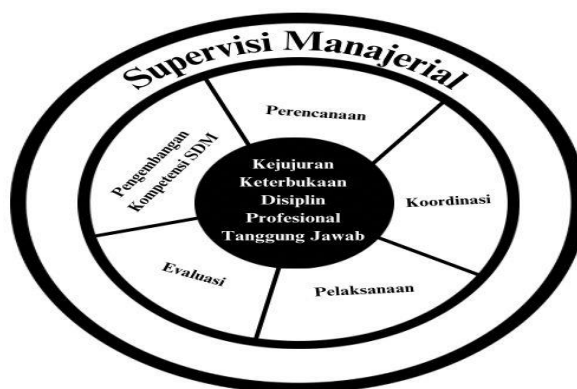 Supervisi Manajerial
Perencanaan
Pengembangan
Kompetensi SDM
Kejujuran
Keterbukaan
Disiplin
Profesional
Tanggung Jawab
Koordinasi
Evaluasi
Pelaksanaan